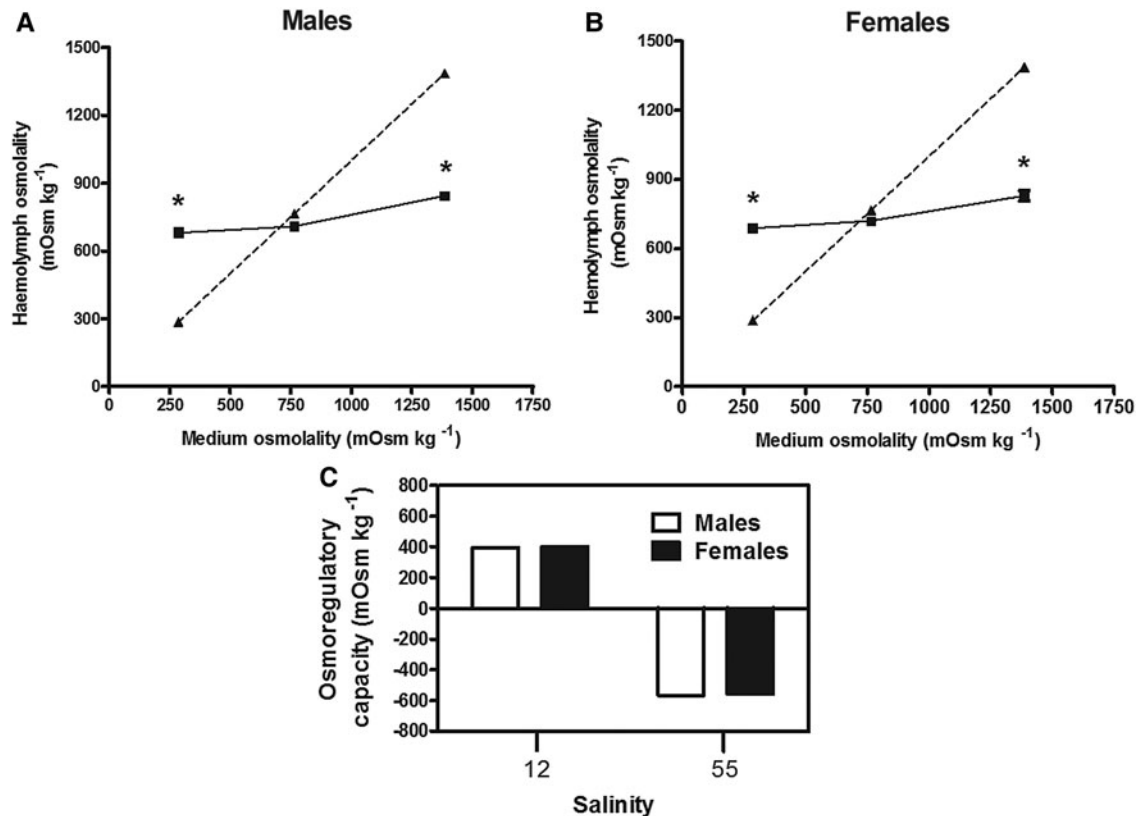 A
Males
Haemolymph osmolality
(mOsm kg -1)
1500
1200
900
600
300
0
*
*
0 250 500 750 1000 1250 1500 1750
Medium osmolality (mOsm kg -1)
B
Females
Hemolymph osmolality
(mOsm kg -1)
1500
1200
900
600
300
0
*
*
0 250 500 750 1000 1250 1500 1750
Medium osmolality (mOsm kg -1)
C
Osmoregulatory
capacity (mOsm kg -1)
800
600
400
200
0
-200
-400
-600
-800
Males
Females
12 55
Salinity